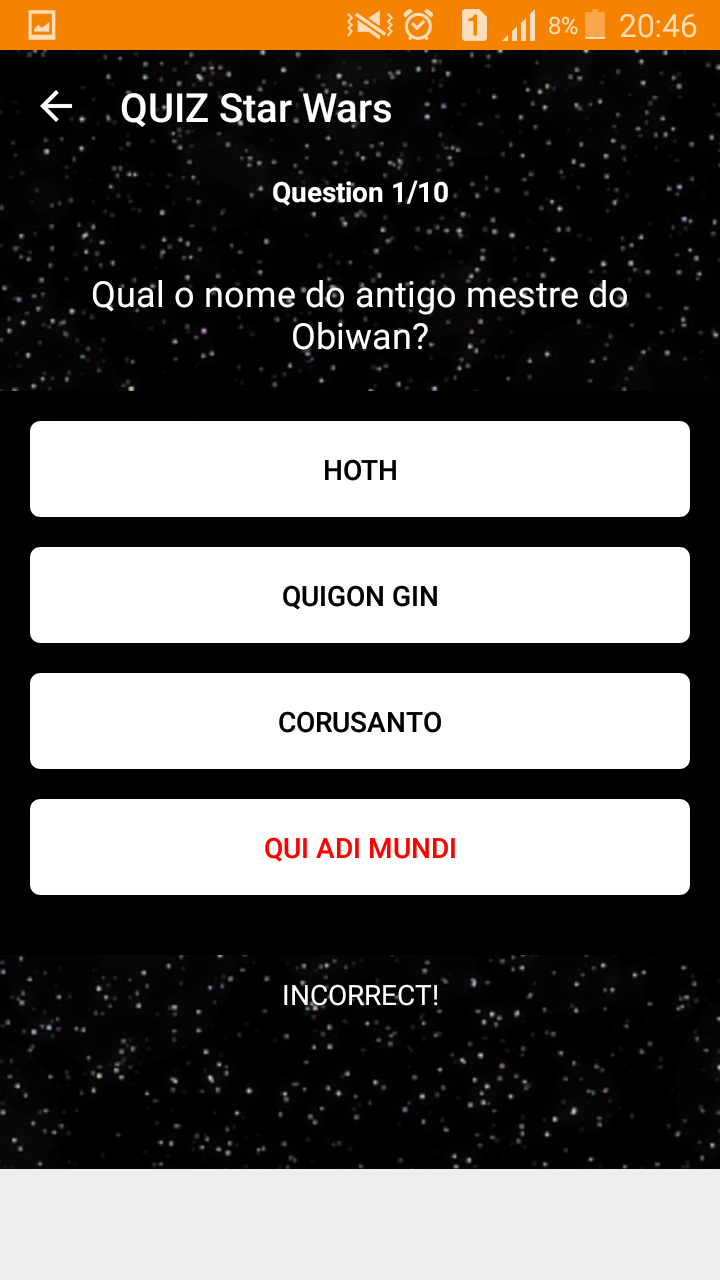 1 8% 20:46
QUIZ Star Wars
Question 1/10
Qual o nome do antigo mestre do
Obiwan?
HOTH
QUIGON GIN
CORUSANTO
QUI ADI MUNDI
INCORRECT!